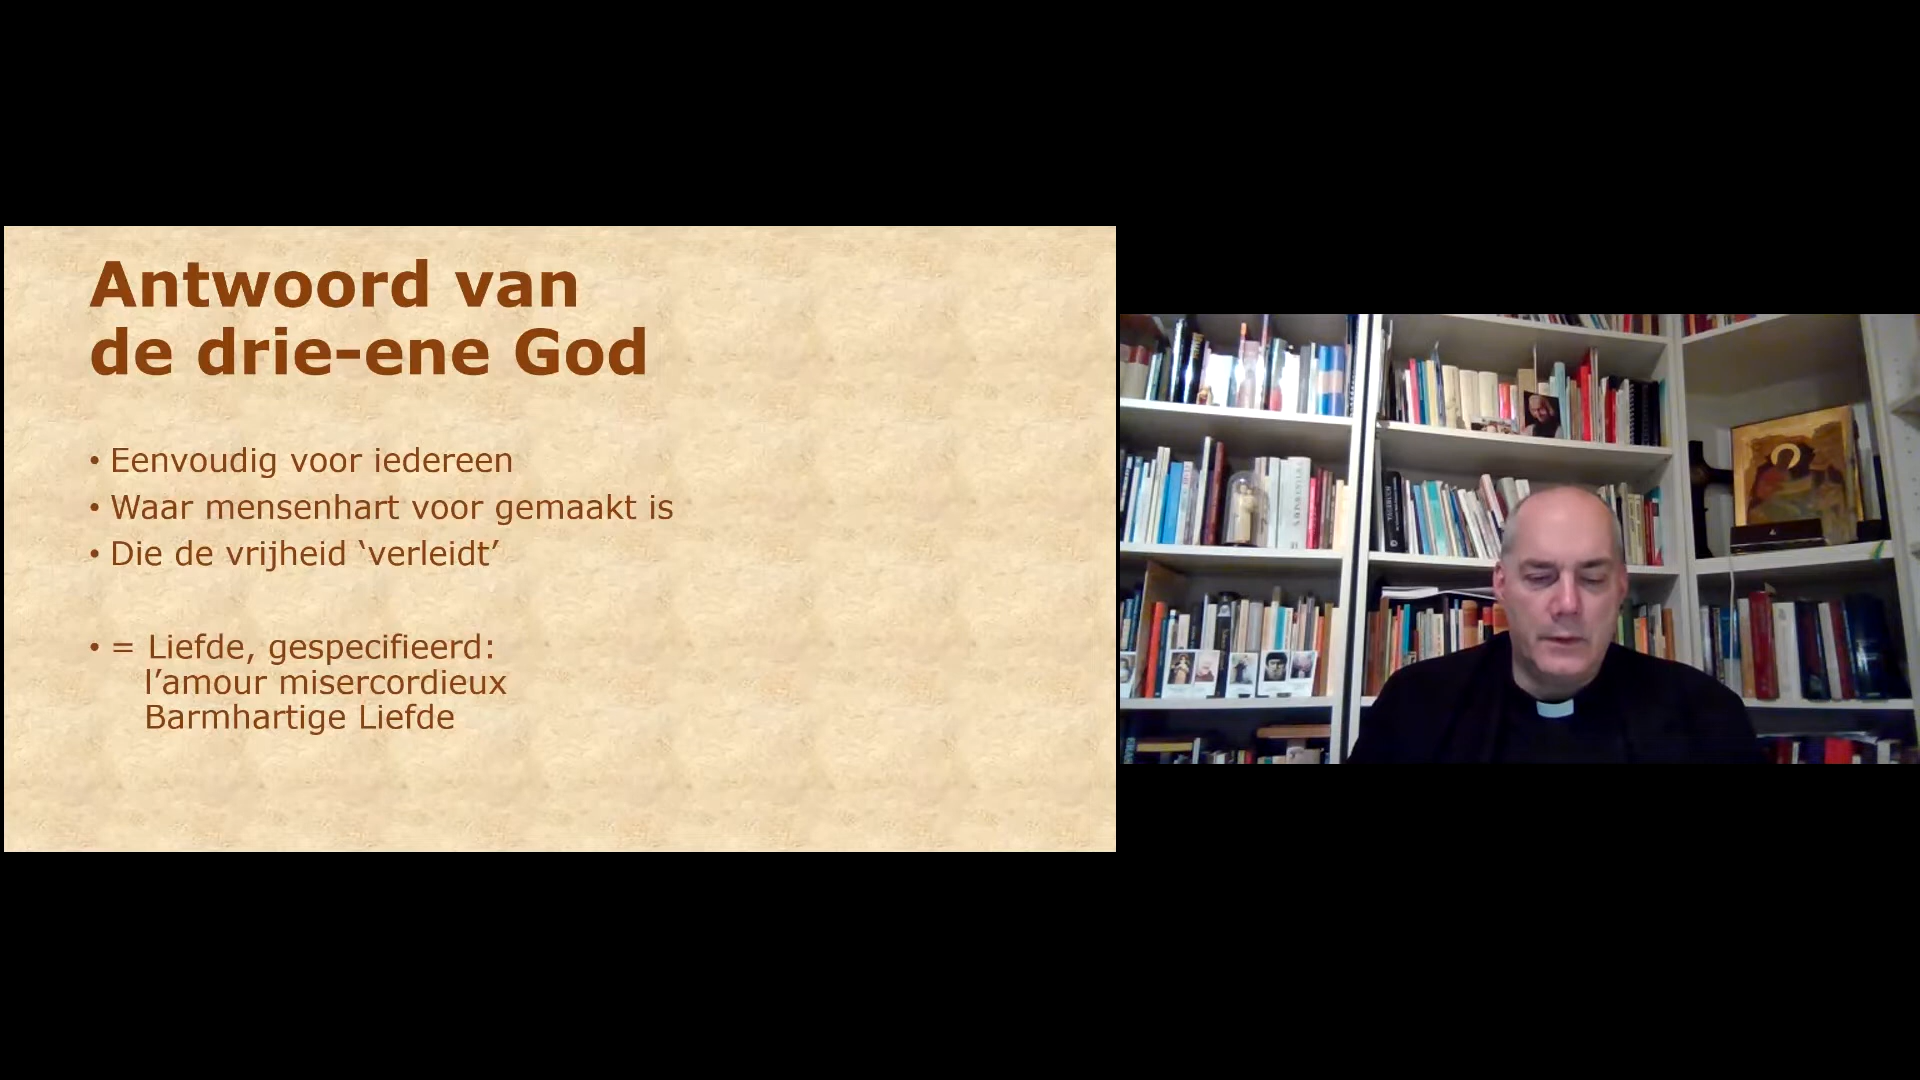 Antwoord van
de drie-ene God
• Eenvoudig voor iedereen
• Waar mensenhart voor gemaakt is
• Die de vrijheid ‘verleidt’
• = Liefde, gespecifieerd:
l’amour misercordieux
Barmhartige Liefde